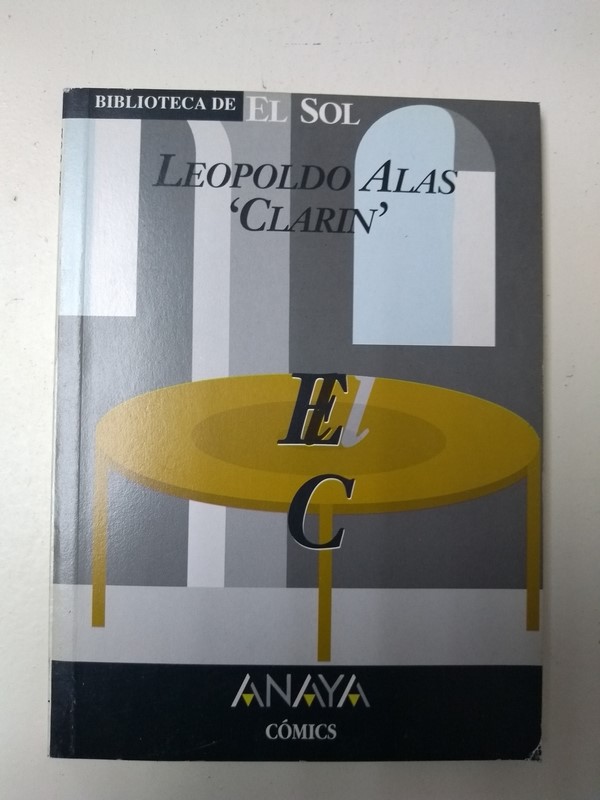 BIBLIOTECA DE EL SOL
LEOPOLDO ALAS
‘CLARIN’
El
C
ANAYA
CÓMICS